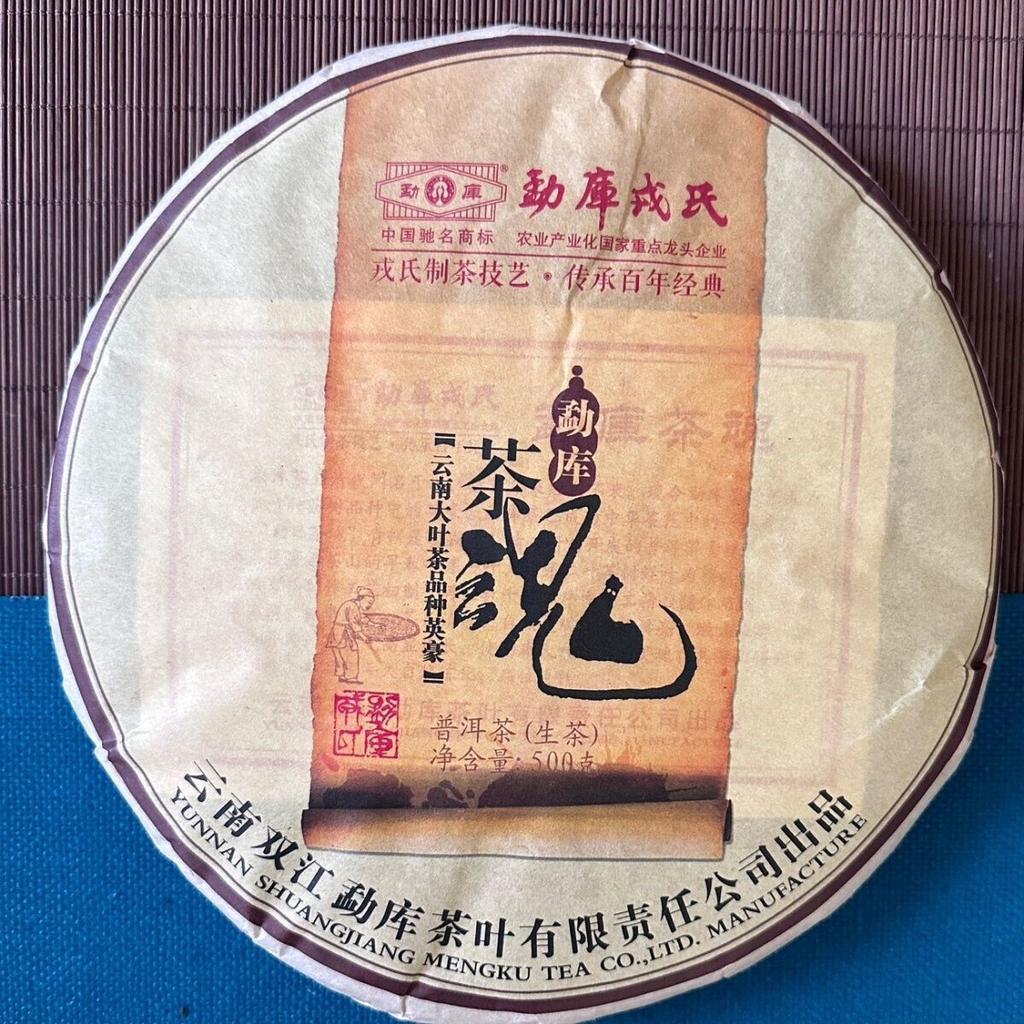 勐 库®
勐库戎氏
中国驰名商标
农业产业化国家重点龙头企业
戎氏制茶技艺·传承百年经典
勐库
茶魂
【云南大叶茶品种英豪】
普洱茶(生茶)
净含量:500克
云南双江勐库茶叶有限责任公司出品
YUNNAN SHUANGJIANG MENGKU TEA CO.,LTD. MANUFACTURE